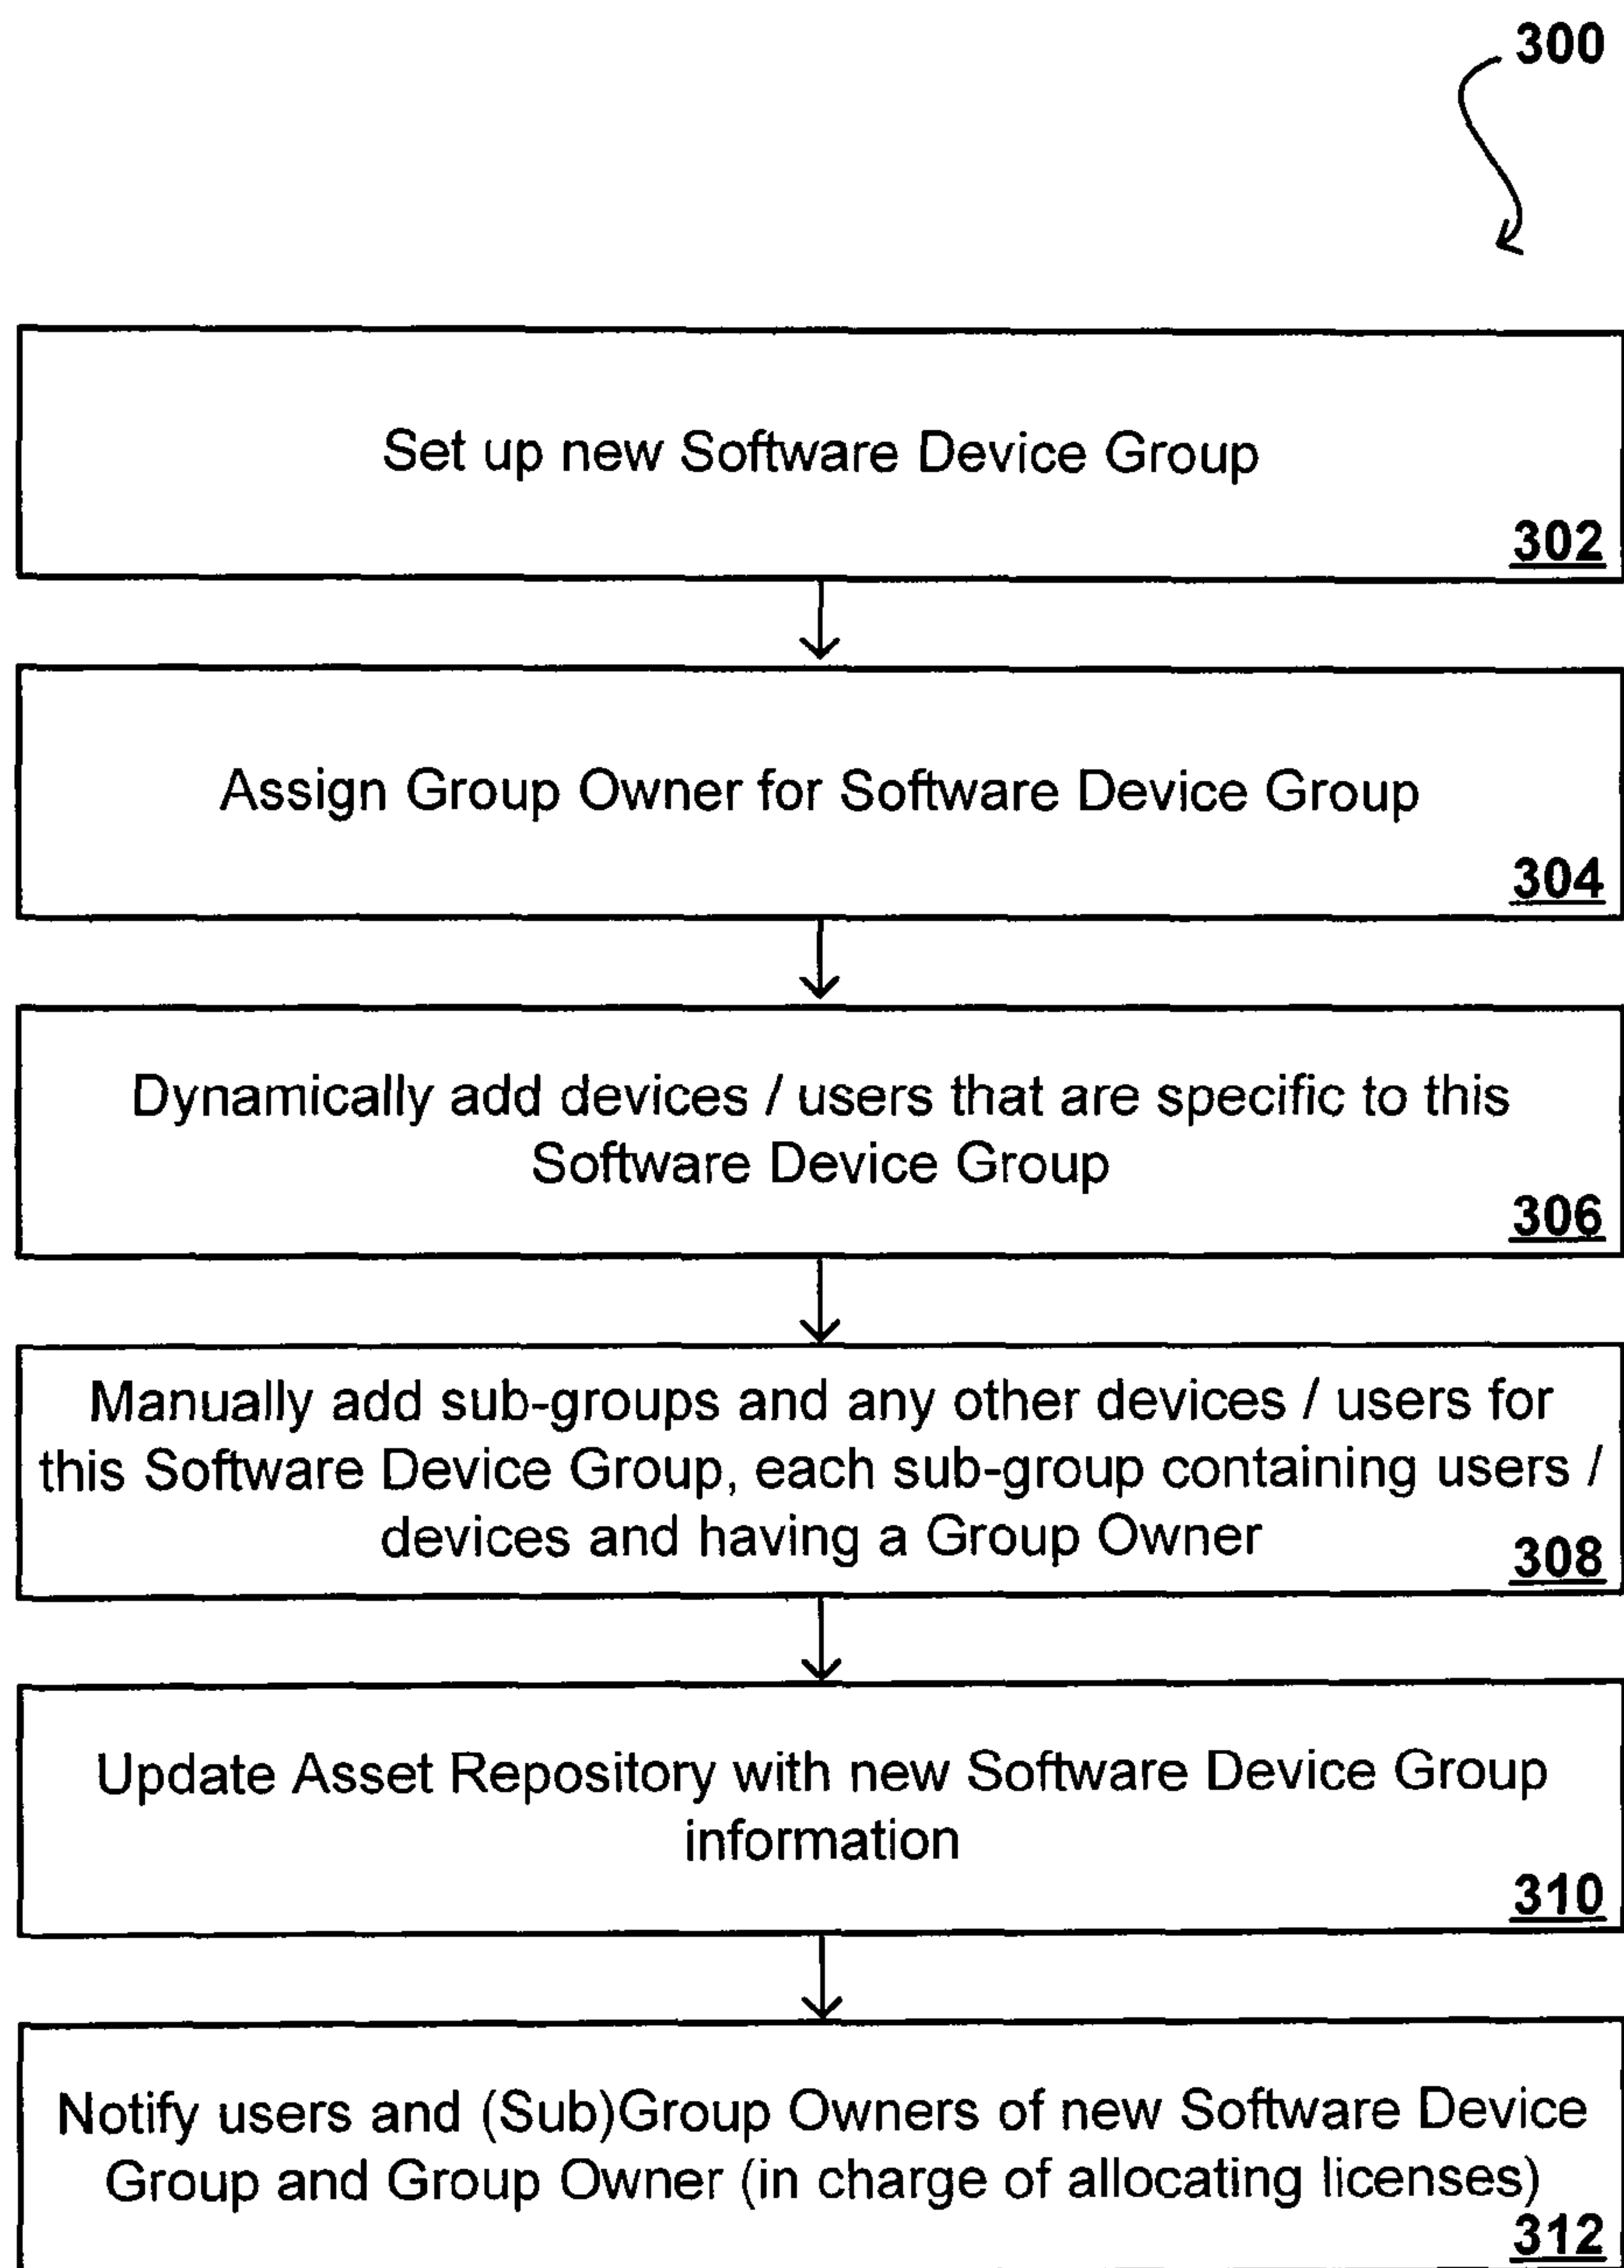 300
Set up new Software Device Group
302
Assign Group Owner for Software Device Group
304
Dynamically add devices / users that are specific to this
Software Device Group
306
Manually add sub-groups and any other devices / users for
this Software Device Group, each sub-group containing users /
devices and having a Group Owner
308
Update Asset Repository with new Software Device Group
information
310
Notify users and (Sub)Group Owners of new Software Device
Group and Group Owner (in charge of allocating licenses)
312